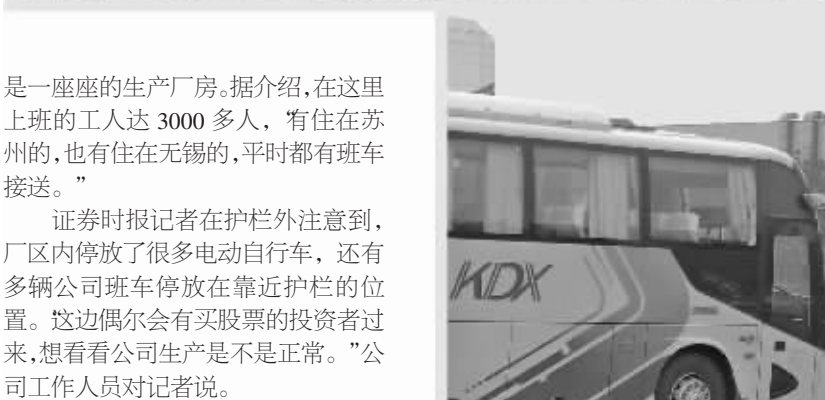 是一座座的生产厂房。据介绍,在这里
上班的工人达 3000 多人，“有住在苏
州的,也有住在无锡的,平时都有班车
接送。”
证券时报记者在护栏外注意到，
厂区内停放了很多电动自行车，还有
多辆公司班车停放在靠近护栏的位
置。“这边偶尔会有买股票的投资者过
来,想看看公司生产是不是正常。”公
司工作人员对记者说。
KDX